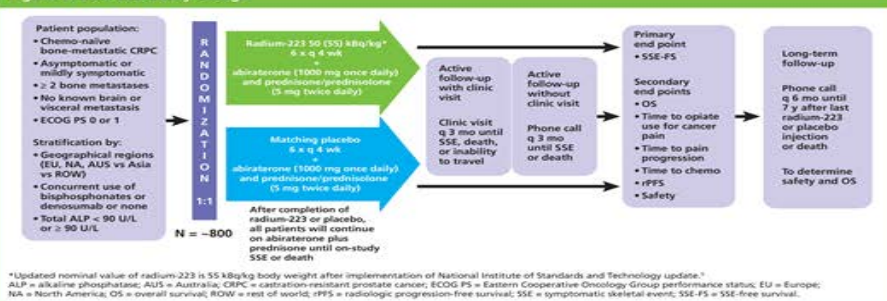 Patient population:
• Chemo-naïve
bone-metastatic CRPC
• Asymptomatic or
mildly symptomatic
• ≥ 2 bone metastases
• No known brain or
visceral metastasis
• ECOG PS 0 or 1
Stratification by:
• Geographical regions
(EU, NA, AUS vs Asia
vs ROW)
• Concurrent use of
bisphosphonates or
denosumab or none
• Total ALP < 90 U/L
or ≥ 90 U/L
RANDOMIZATION
1:1
N = ~800
Radium-223 50 (55) kBq/kg*
6 x q 4 wk
+
abiraterone (1000 mg once daily)
and prednisone/prednisolone
(5 mg twice daily)
Matching placebo
6 x q 4 wk
+
abiraterone (1000 mg once daily)
and prednisone/prednisolone
(5 mg twice daily)
After completion of
radium-223 or placebo,
all patients will continue
on abiraterone plus
prednisone until on-study
SSE or death
Active
follow-up
with clinic
visit
Clinic visit
q 3 mo until
SSE, death,
or inability
to travel
Active
follow-up
without
clinic visit
Phone call
q 3 mo
until SSE
or death
Primary
end point
• SSE-FS
Secondary
end points
• OS
• Time to opiate
use for cancer
pain
• Time to pain
progression
• Time to chemo
• rPFS
• Safety
Long-term
follow-up
Phone call
q 6 mo until
7 y after last
radium-223
or placebo
injection
or death
To determine
safety and OS
*Updated nominal value of radium-223 is 55 kBq/kg body weight after implementation of National Institute of Standards and Technology update.
ALP = alkaline phosphatase; AUS = Australia; CRPC = castration-resistant prostate cancer; ECOG PS = Eastern Cooperative Oncology Group performance status; EU = Europe;
NA = North America; OS = overall survival; ROW = rest of world; rPFS = radiologic progression-free survival; SSE = symptomatic skeletal event; SSE-FS = SSE-free survival.